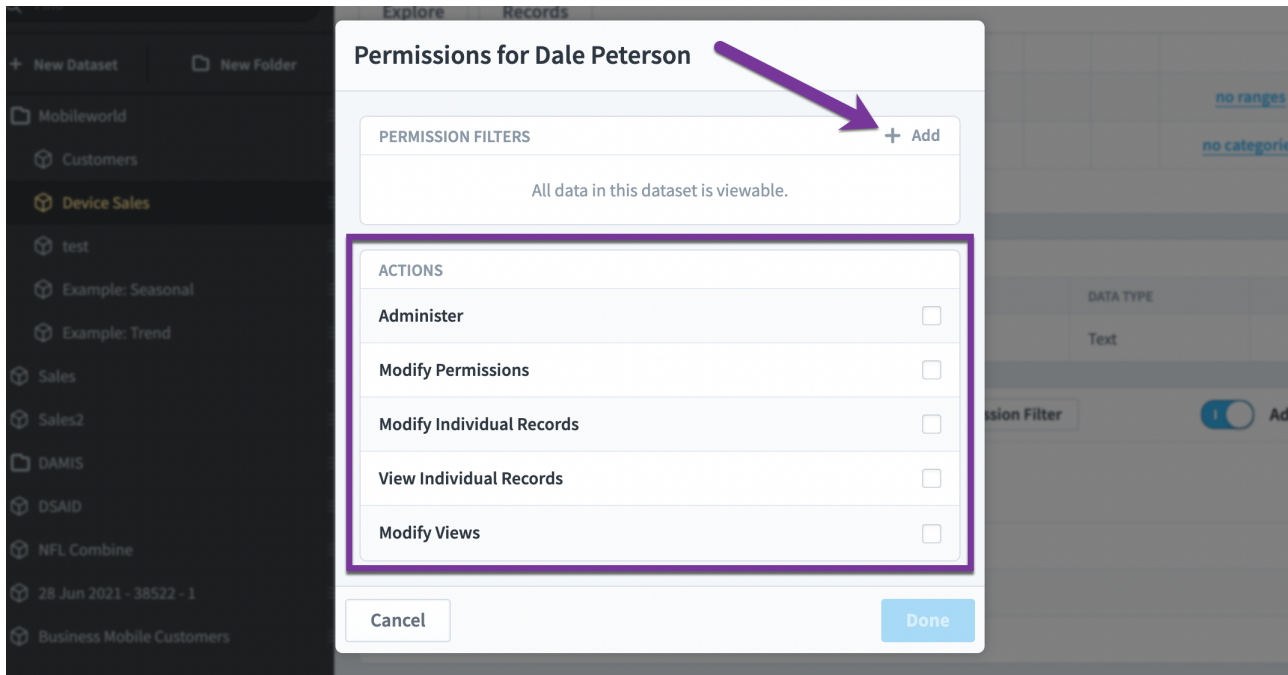 Explore Records
New Dataset New Folder
Mobileworld
Customers
Device Sales
test
Example: Seasonal
Example: Trend
Sales
Sales2
DAMIS
DSAID
NFL Combine
28 Jun 2021 - 38522 - 1
Business Mobile Customers
Permissions for Dale Peterson
PERMISSION FILTERS + Add
All data in this dataset is viewable.
ACTIONS
Administer
Modify Permissions
Modify Individual Records
View Individual Records
Modify Views
Cancel Done
no ranges
no categorie
DATA TYPE
Text
ssion Filter Ad